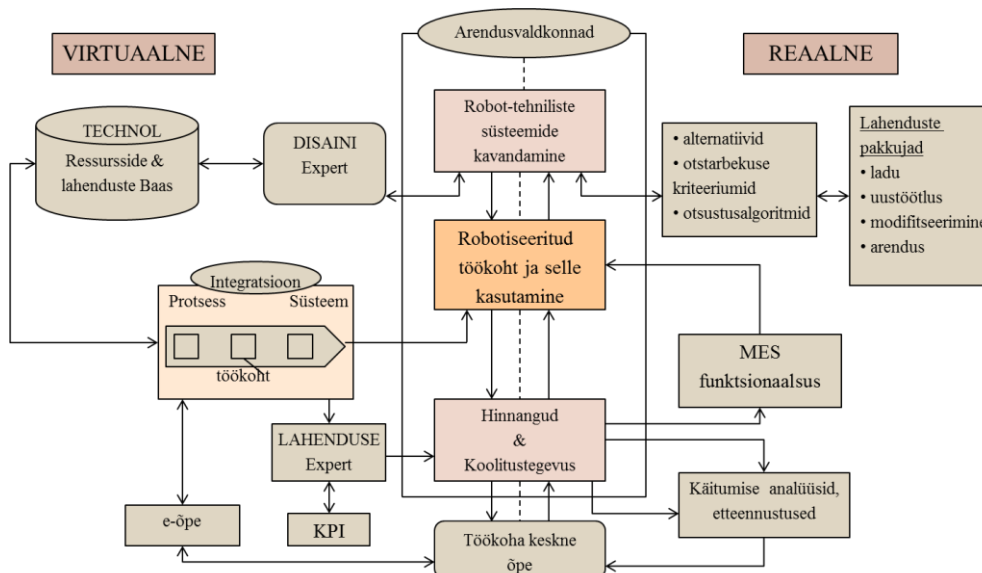 VIRTUAALNE
Arendusvaldkonnad
REAALNE
TECHNOL
Ressursside &
lahenduste Baas
DISAINI
Expert
Robot-tehniliste
süsteemide
kavandamine
• alternatiivid
• otstarbekuse
kriteeriumid
• otsustusalgoritmid
Lahenduste
pakkujad
• ladu
• uustöötlus
• modifitseerimine
• arendus
Robotiseeritud
töökoht ja selle
kasutamine
Integratsioon
Protsess Süsteem
töökoht
MES
funktsionaalsus
LAHENDUSE
Expert
Hinnangud
&
Koolitustegevus
Käitumise analüüsid,
etteennustused
e-õpe
KPI
Töökoha keskne
õpe